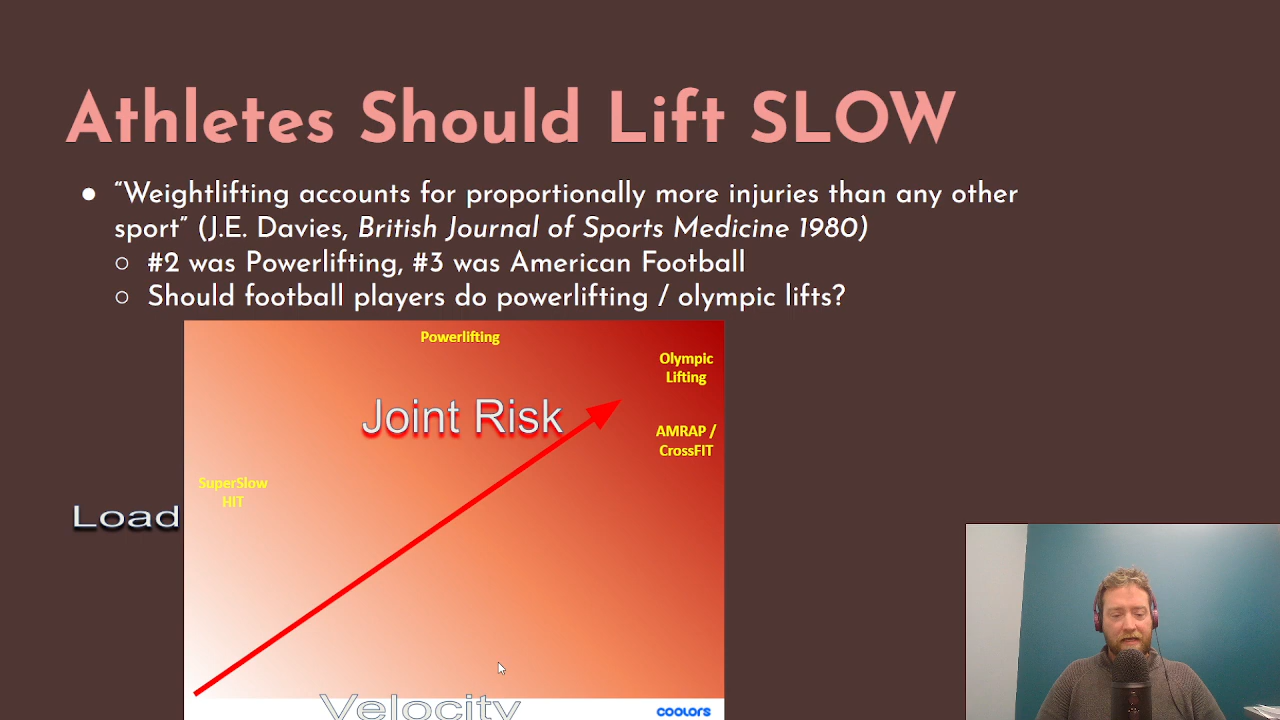 Athletes Should Lift SLOW
● “Weightlifting accounts for proportionally more injuries than any other
sport” (J.E. Davies, British Journal of Sports Medicine 1980)
○ #2 was Powerlifting, #3 was American Football
○ Should football players do powerlifting / olympic lifts?
Powerlifting
Olympic
Lifting
Joint Risk
AMRAP /
CrossFIT
SuperSlow
HIT
Load
Velocity
coolors